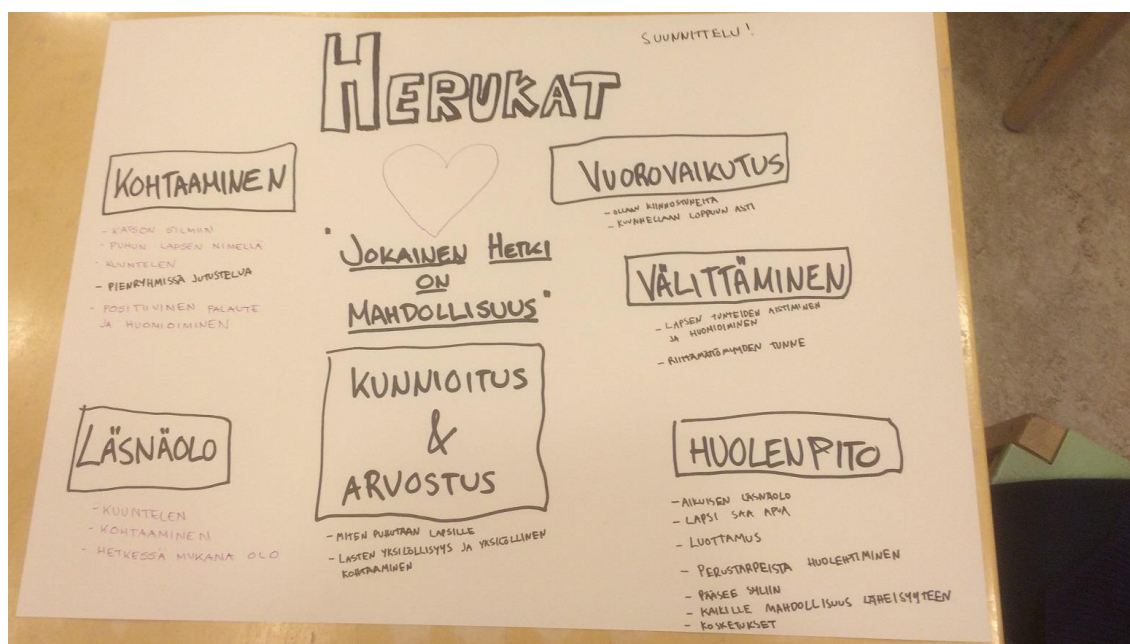 SUUNNITTELU!
HERUKAT
KOHTAAMINEN
- KATSON SILMIIN
- PUHUN LAPSEN NIMELLÄ
- KUUNTELEN
- PIENRYHMISSÄ JUTUSTELUA
- POSITIIVINEN PALAUTE
JA HUOMIOIMINEN
LÄSNÄOLO
- KUUNTELEN
- KOHTAAMINEN
- HETKESSÄ MUKANA OLO
"JOKAINEN HETKI
ON
MAHDOLLISUUS"
KUNNIOITUS
&
ARVOSTUS
- MITEN PUHUTAAN LAPSILLE
- LASTEN YKSILÖLLISYYS JA YKSILÖLLINEN
KOHTAAMINEN
VUOROVAIKUTUS
- OLLAAN KIINNOSTUNEITA
- KUUNNELLAAN LOPPUUN ASTI
VÄLITTÄMINEN
- LAPSEN TUNTEIDEN AISTIMINEN
JA HUOMIOIMINEN
- RIITTÄMÄTTÖMYYDEN TUNNE
HUOLENPITO
- AIKUISEN LÄSNÄOLO
- LAPSI SAA APUA
- LUOTTAMUS
- PERUSTARPEISTA HUOLEHTIMINEN
- PÄÄSEE SYLIIN
- KAIKILLE MAHDOLLISUUS LÄHEISYYTEEN
- KOSKETUKSET